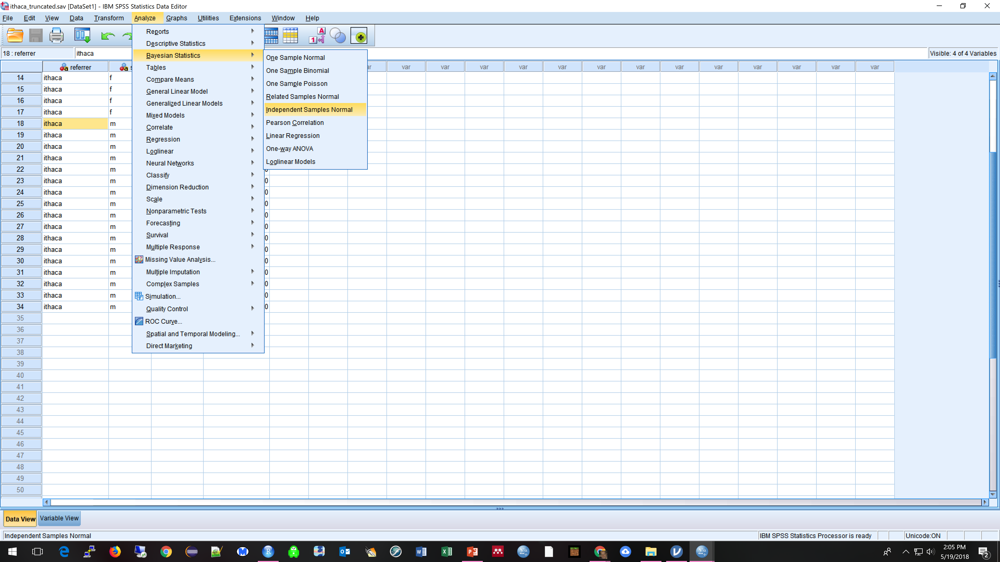 ithaca_truncated.sav [DataSet1] - IBM SPSS Statistics Data Editor
File Edit View Data Transform Analyze Graphs Utilities Extensions Window Help
18 : referrer ithaca Visible: 4 of 4 Variables
referrer var var var var var var var var var var var var var
Reports
Descriptive Statistics
Bayesian Statistics
Tables
Compare Means
General Linear Model
Generalized Linear Models
Mixed Models
Correlate
Regression
Loglinear
Neural Networks
Classify
Dimension Reduction
Scale
Nonparametric Tests
Forecasting
Survival
Multiple Response
Missing Value Analysis...
Multiple Imputation
Complex Samples
Simulation...
Quality Control
ROC Curve...
Spatial and Temporal Modeling...
Direct Marketing
One Sample Normal
One Sample Binomial
One Sample Poisson
Related Samples Normal
Independent Samples Normal
Pearson Correlation
Linear Regression
One-way ANOVA
Loglinear Models
14 ithaca f
15 ithaca f
16 ithaca f
17 ithaca f
18 ithaca m
19 ithaca m
20 ithaca m
21 ithaca m
22 ithaca m 0
23 ithaca m 0
24 ithaca m 0
25 ithaca m 0
26 ithaca m 0
27 ithaca m 0
28 ithaca m 0
29 ithaca m 0
30 ithaca m 0
31 ithaca m 0
32 ithaca m 0
33 ithaca m 0
34 ithaca m 0
35
36
37
38
39
40
41
42
43
44
45
46
47
48
49
50
Data View Variable View
Independent Samples Normal IBM SPSS Statistics Processor is ready Unicode:ON
2:05 PM
5/19/2018
2